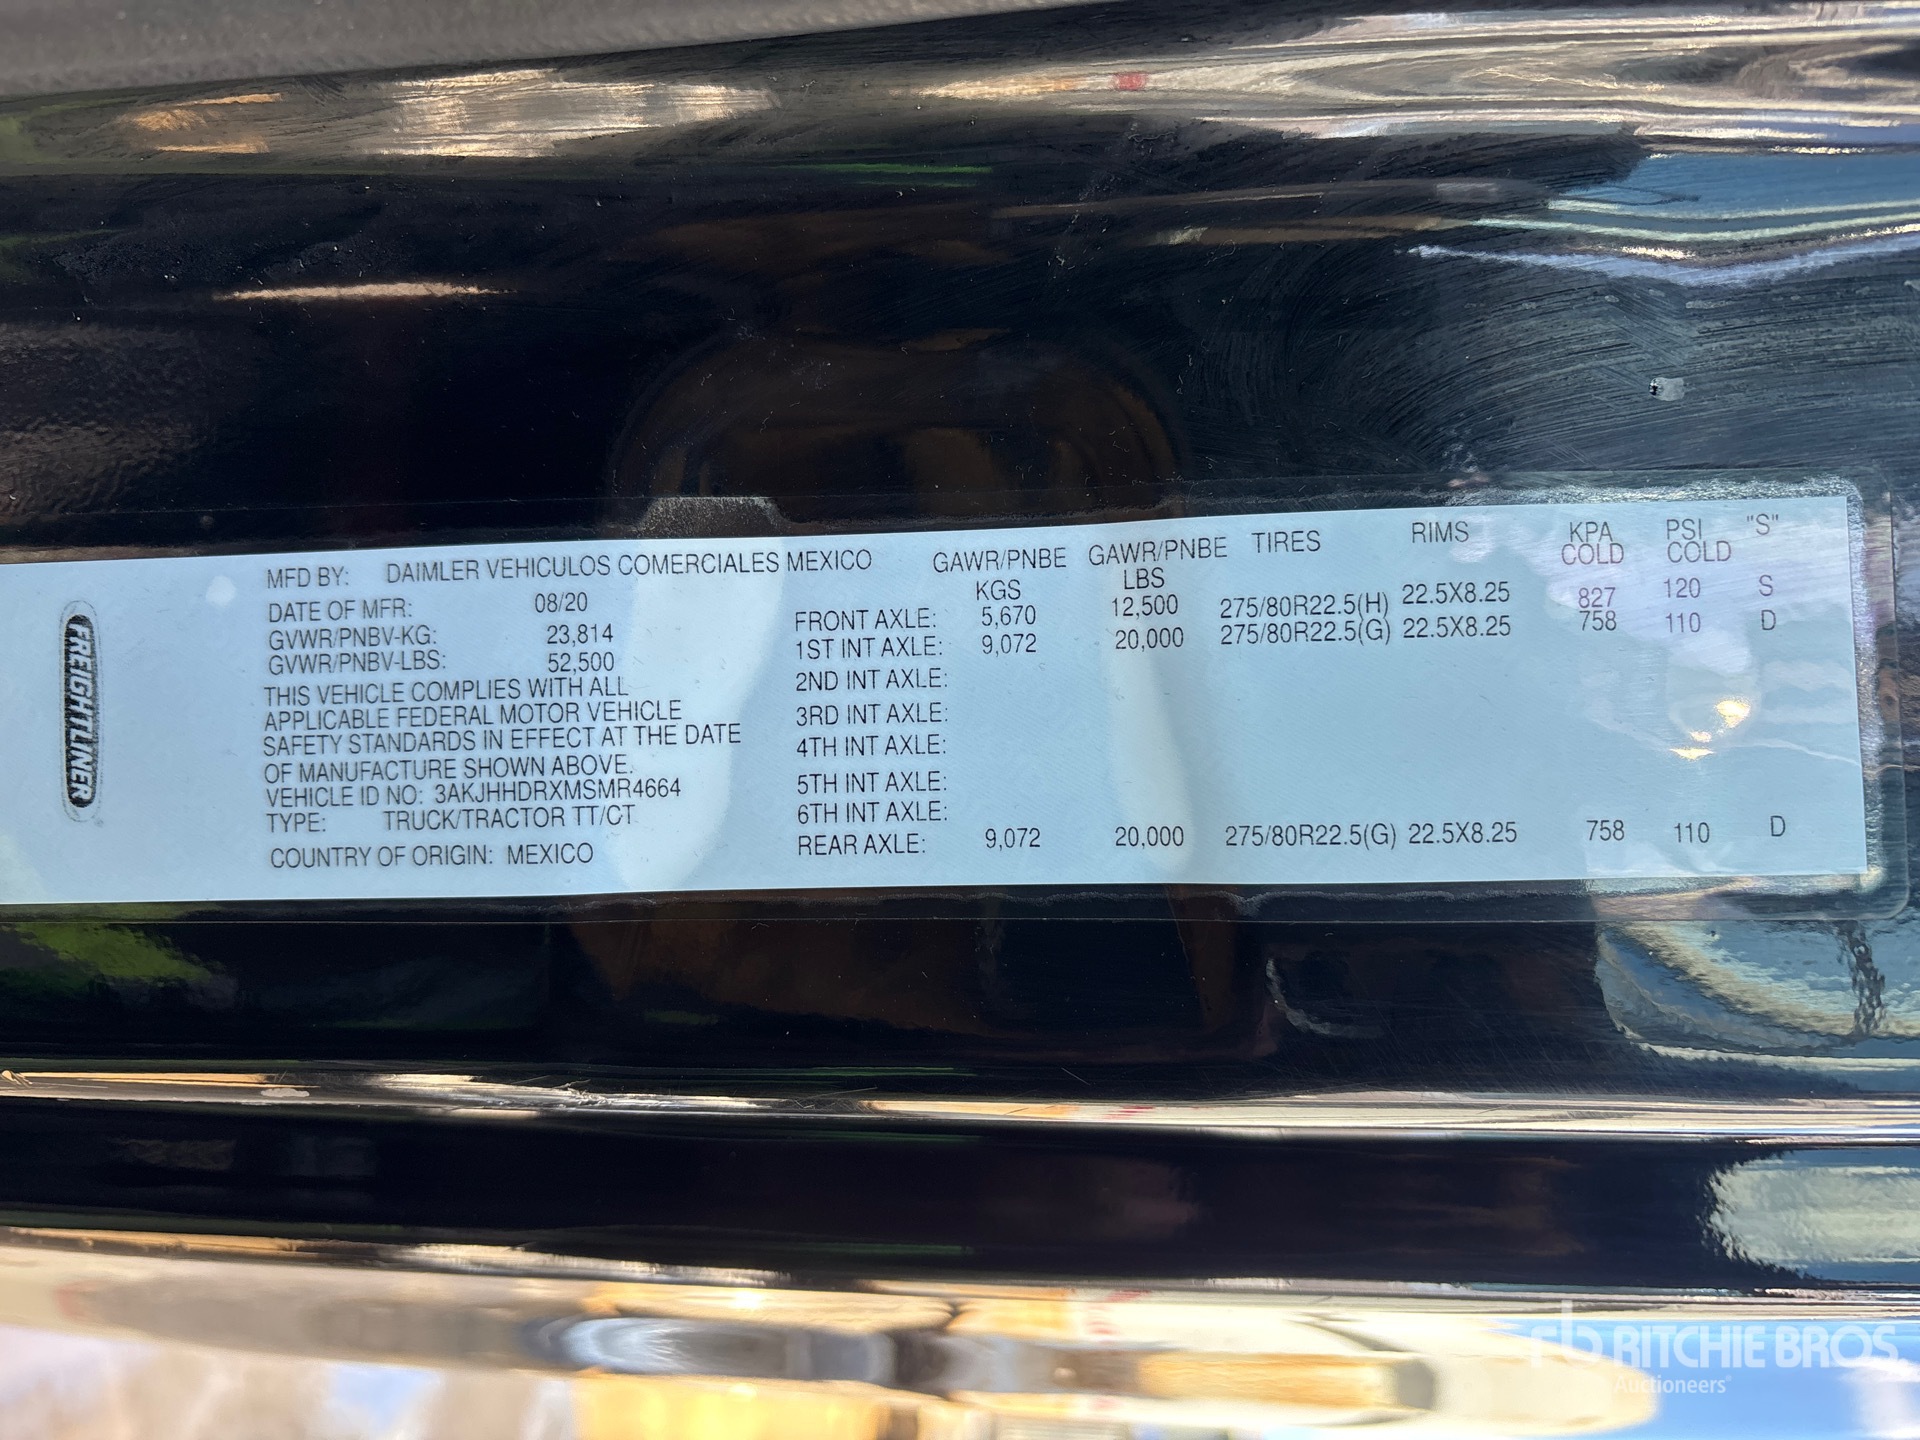 FREIGHTLINER
MFD BY: DAIMLER VEHICULOS COMERCIALES MEXICO
DATE OF MFR: 08/20
GVWR/PNBV-KG: 23,814
GVWR/PNBV-LBS: 52,500
THIS VEHICLE COMPLIES WITH ALL
APPLICABLE FEDERAL MOTOR VEHICLE
SAFETY STANDARDS IN EFFECT AT THE DATE
OF MANUFACTURE SHOWN ABOVE.
VEHICLE ID NO: 3AKJHHDRXMSMR4664
TYPE: TRUCK/TRACTOR TT/CT
COUNTRY OF ORIGIN: MEXICO
GAWR/PNBE GAWR/PNBE TIRES RIMS KPA PSI "S"
KGS LBS COLD COLD
FRONT AXLE: 5,670 12,500 275/80R22.5(H) 22.5X8.25 827 120 S
1ST INT AXLE: 9,072 20,000 275/80R22.5(G) 22.5X8.25 758 110 D
2ND INT AXLE:
3RD INT AXLE:
4TH INT AXLE:
5TH INT AXLE:
6TH INT AXLE:
REAR AXLE: 9,072 20,000 275/80R22.5(G) 22.5X8.25 758 110 D
rb RITCHIE BROS.
Auctioneers